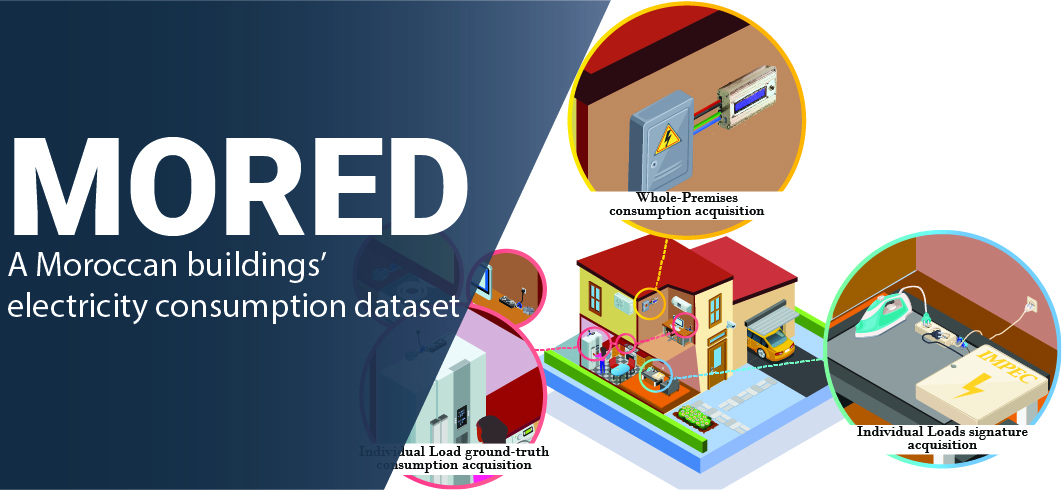 MORED
A Moroccan buildings’
electricity consumption dataset
Whole-Premises
consumption acquisition
IMPEC
Individual Loads signature
acquisition
Individual Load ground-truth
consumption acquisition